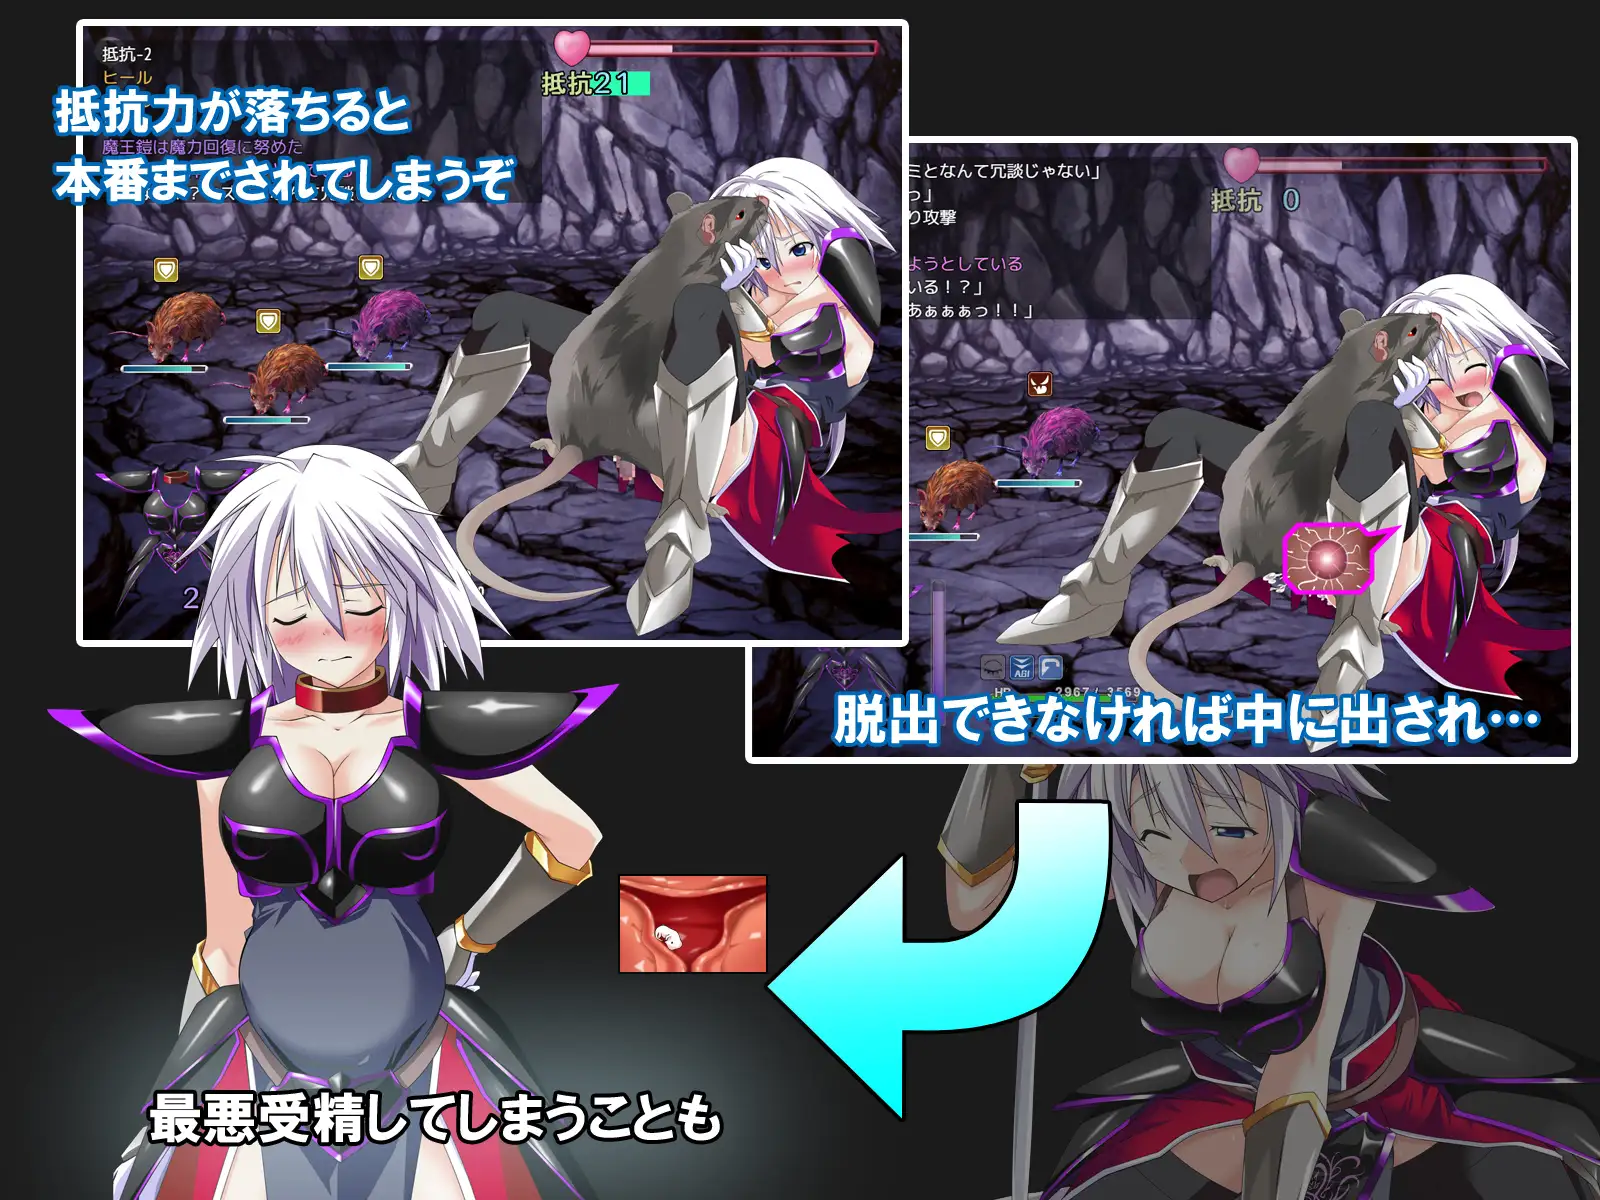 抵抗-2
ヒール
抵抗力が落ちると
魔王鎧は魔力回復に努めた
本番までされてしまうぞ
抵抗21
2
ミとなんて冗談じゃない」
っ」
り攻撃
ようとしている
いる！？」
あぁぁぁっ！！」
抵抗 0
AGI
HP 2967/3569
脱出できなければ中に出され…
最悪受精してしまうことも